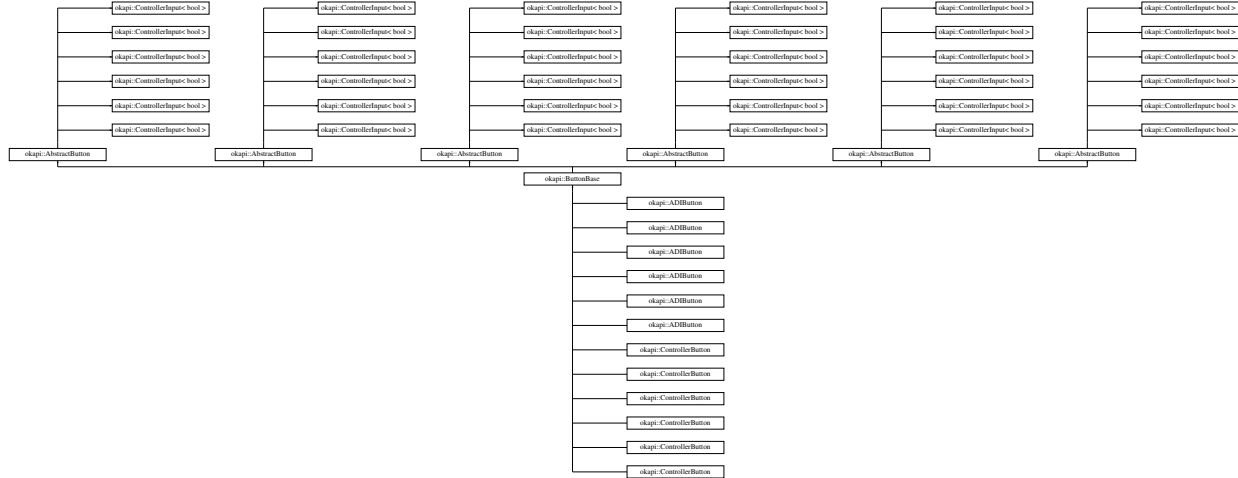 okapi::ControllerInput< bool > okapi::ControllerInput< bool > okapi::ControllerInput< bool > okapi::ControllerInput< bool > okapi::ControllerInput< bool > okapi::ControllerInput< bool >
okapi::ControllerInput< bool > okapi::ControllerInput< bool > okapi::ControllerInput< bool > okapi::ControllerInput< bool > okapi::ControllerInput< bool > okapi::ControllerInput< bool >
okapi::ControllerInput< bool > okapi::ControllerInput< bool > okapi::ControllerInput< bool > okapi::ControllerInput< bool > okapi::ControllerInput< bool > okapi::ControllerInput< bool >
okapi::ControllerInput< bool > okapi::ControllerInput< bool > okapi::ControllerInput< bool > okapi::ControllerInput< bool > okapi::ControllerInput< bool > okapi::ControllerInput< bool >
okapi::ControllerInput< bool > okapi::ControllerInput< bool > okapi::ControllerInput< bool > okapi::ControllerInput< bool > okapi::ControllerInput< bool > okapi::ControllerInput< bool >
okapi::ControllerInput< bool > okapi::ControllerInput< bool > okapi::ControllerInput< bool > okapi::ControllerInput< bool > okapi::ControllerInput< bool > okapi::ControllerInput< bool >
okapi::AbstractButton okapi::AbstractButton okapi::AbstractButton okapi::AbstractButton okapi::AbstractButton okapi::AbstractButton
okapi::ButtonBase
okapi::ADIButton
okapi::ADIButton
okapi::ADIButton
okapi::ADIButton
okapi::ADIButton
okapi::ADIButton
okapi::ControllerButton
okapi::ControllerButton
okapi::ControllerButton
okapi::ControllerButton
okapi::ControllerButton
okapi::ControllerButton